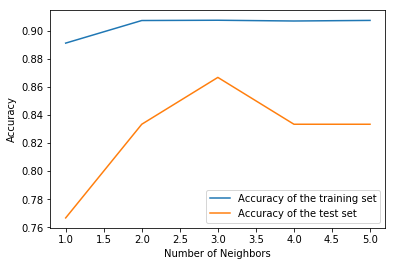 0.90
0.88
0.86
0.84
0.82
0.80
0.78
0.76
Accuracy
1.0 1.5 2.0 2.5 3.0 3.5 4.0 4.5 5.0
Number of Neighbors
Accuracy of the training set
Accuracy of the test set